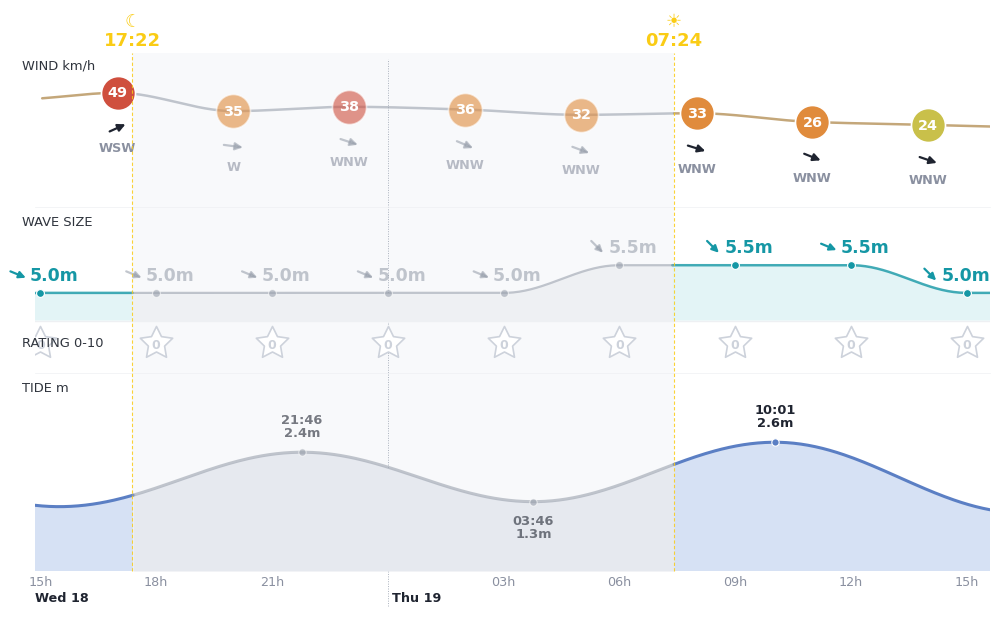 ☾ ☀
17:22 07:24
WIND km/h
49 35 38 36 32 33 26 24
WSW W WNW WNW WNW WNW WNW WNW
WAVE SIZE
5.0m 5.0m 5.0m 5.0m 5.0m 5.5m 5.5m 5.5m 5.0m
RATING 0-10
0 0 0 0 0 0 0 0
TIDE m
21:46
2.4m
03:46
1.3m
10:01
2.6m
15h 18h 21h 03h 06h 09h 12h 15h
Wed 18 Thu 19